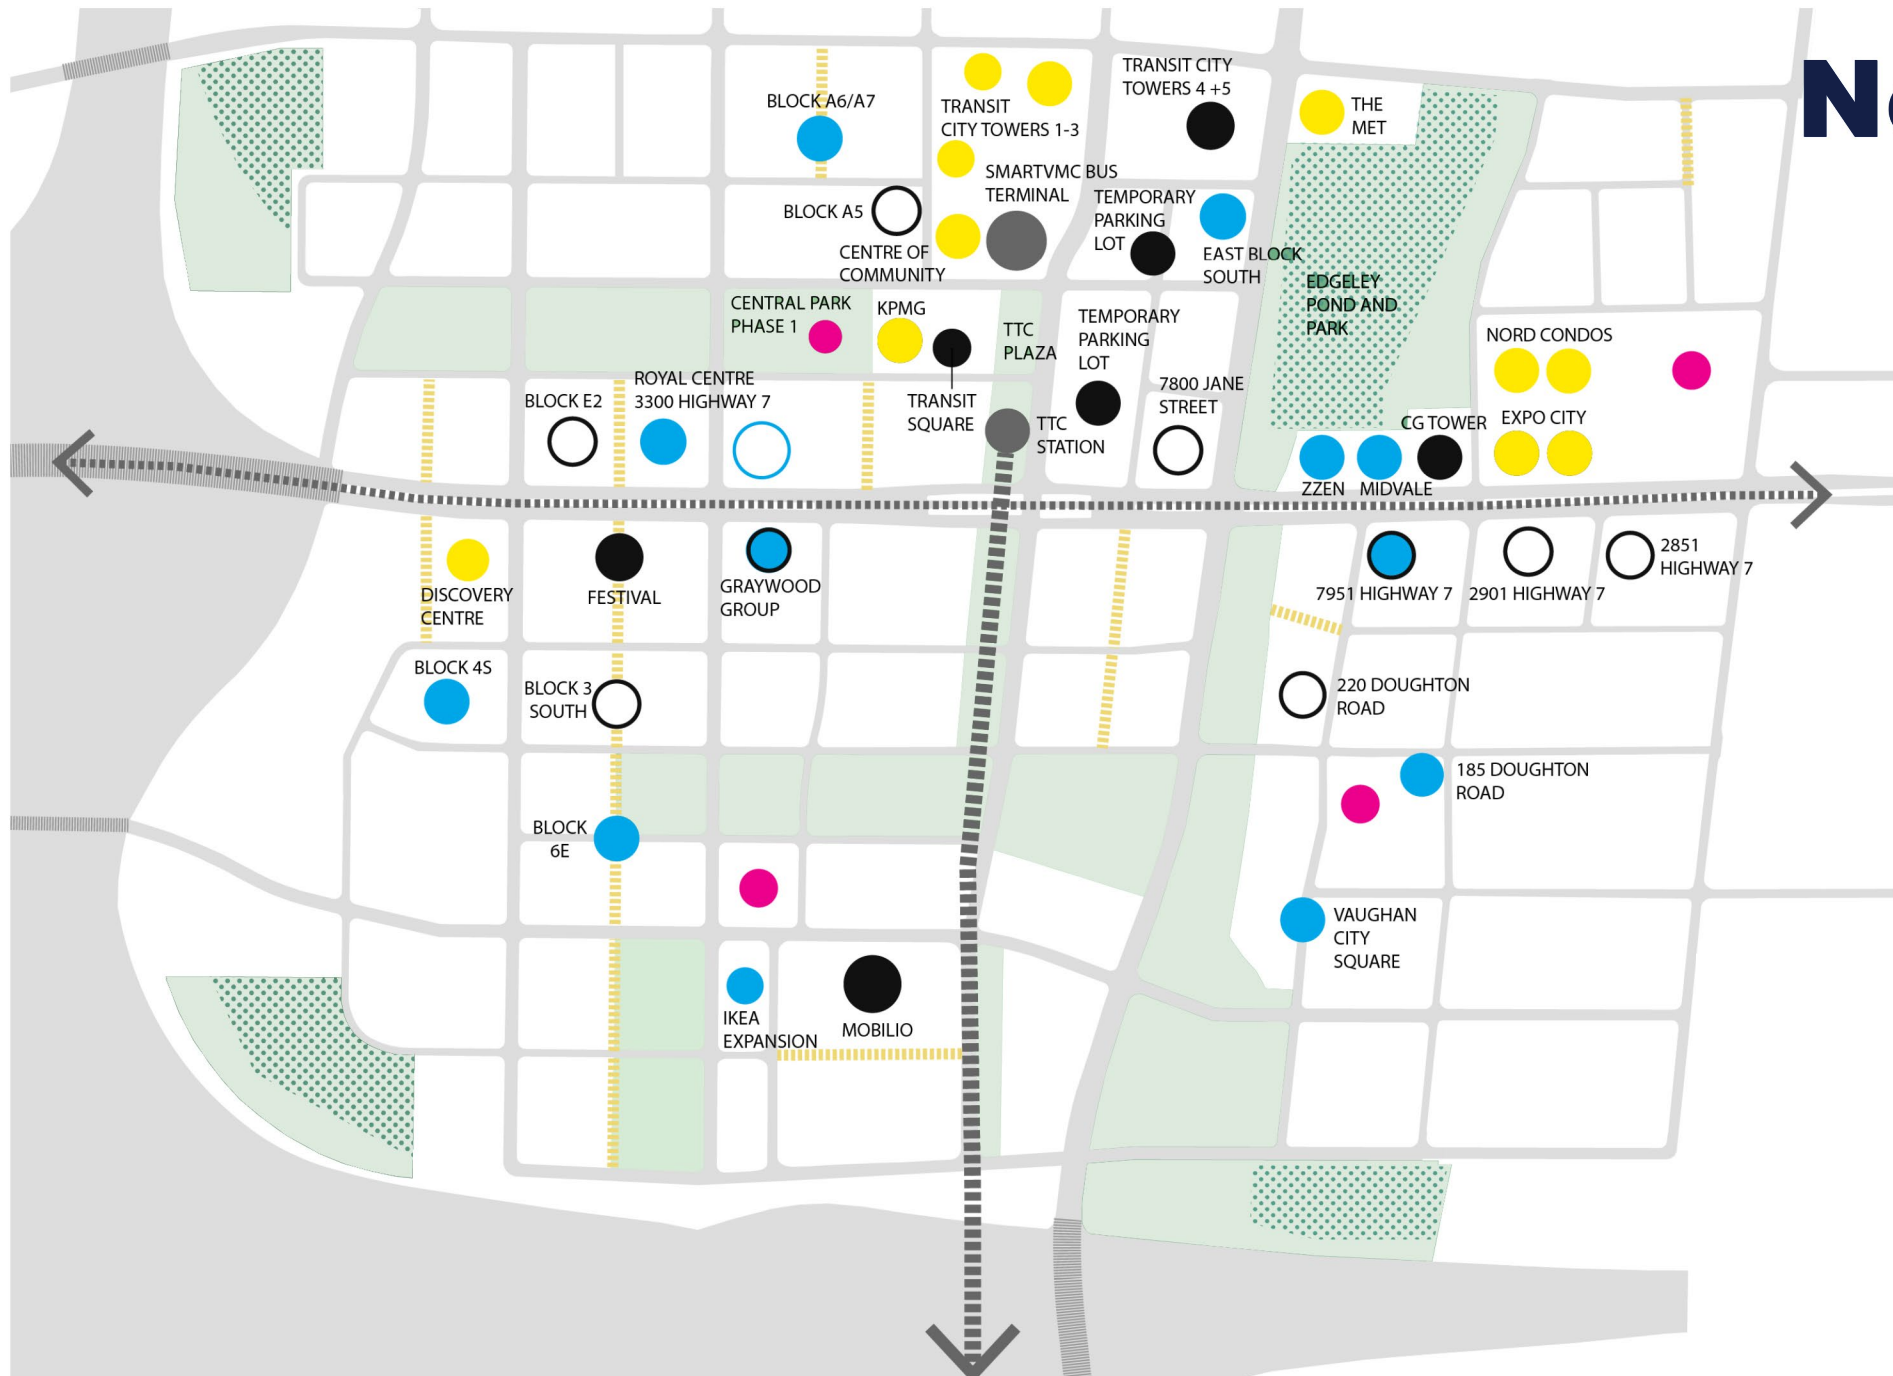 TRANSIT CITY
TOWERS 4 +5
BLOCK A6/A7
TRANSIT
CITY TOWERS 1-3
THE
MET
SMARTVMC BUS
TERMINAL
BLOCK A5
TEMPORARY
PARKING
LOT
CENTRE OF
COMMUNITY
EAST BLOCK
SOUTH
EDGELEY
POND AND
PARK
CENTRAL PARK
PHASE 1
KPMG
TTC
PLAZA
TEMPORARY
PARKING
LOT
NORD CONDOS
ROYAL CENTRE
3300 HIGHWAY 7
BLOCK E2
TRANSIT
SQUARE
TTC
STATION
7800 JANE
STREET
CG TOWER
EXPO CITY
ZZEN
MIDVALE
DISCOVERY
CENTRE
FESTIVAL
GRAYWOOD
GROUP
7951 HIGHWAY 7
2901 HIGHWAY 7
2851
HIGHWAY 7
BLOCK 4S
BLOCK 3
SOUTH
220 DOUGHTON
ROAD
185 DOUGHTON
ROAD
BLOCK
6E
VAUGHAN
CITY
SQUARE
IKEA
EXPANSION
MOBILIO